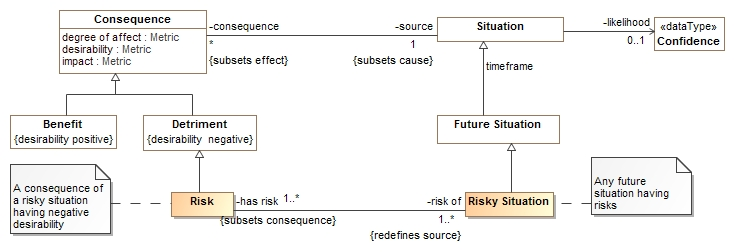 Consequence
degree of affect : Metric
desirability : Metric
impact : Metric
-consequence
*
{subsets effect}
-source
1
{subsets cause}
Situation
-likelihood
0..1
«dataType»
Confidence
timeframe
Benefit
{desirability positive}
Detriment
{desirability  negative}
Future Situation
A consequence of
a risky situation
having negative
desirability
Risk
-has risk
1..*
{subsets consequence}
-risk of
1..*
{redefines source}
Risky Situation
Any future
situation having
risks